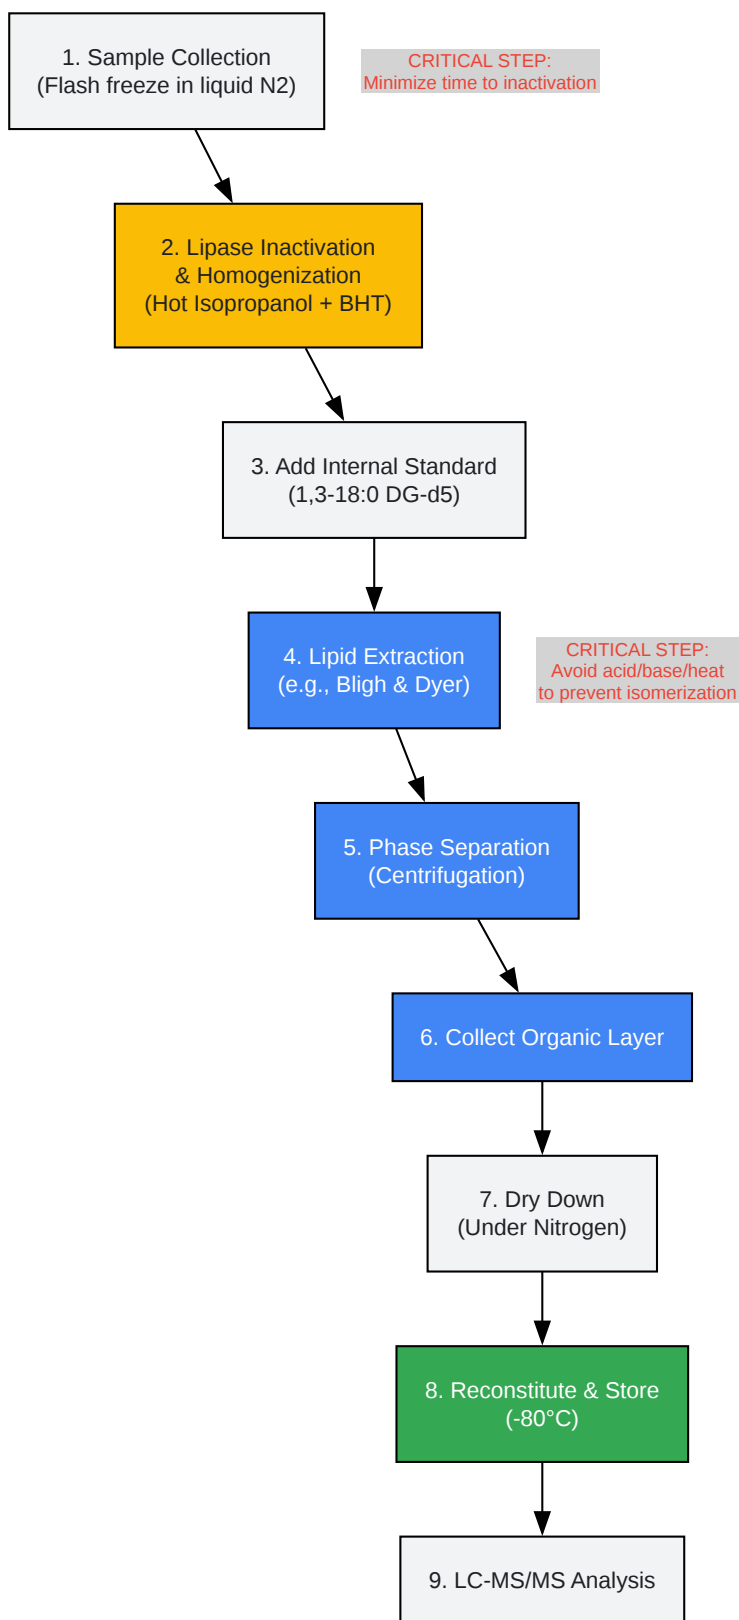 1. Sample Collection
(Flash freeze in liquid N2)
CRITICAL STEP:
Minimize time to inactivation
2. Lipase Inactivation
& Homogenization
(Hot Isopropanol + BHT)
3. Add Internal Standard
(1,3-18:0 DG-d5)
4. Lipid Extraction
(e.g., Bligh & Dyer)
CRITICAL STEP:
Avoid acid/base/heat
to prevent isomerization
5. Phase Separation
(Centrifugation)
6. Collect Organic Layer
7. Dry Down
(Under Nitrogen)
8. Reconstitute & Store
(-80°C)
9. LC-MS/MS Analysis